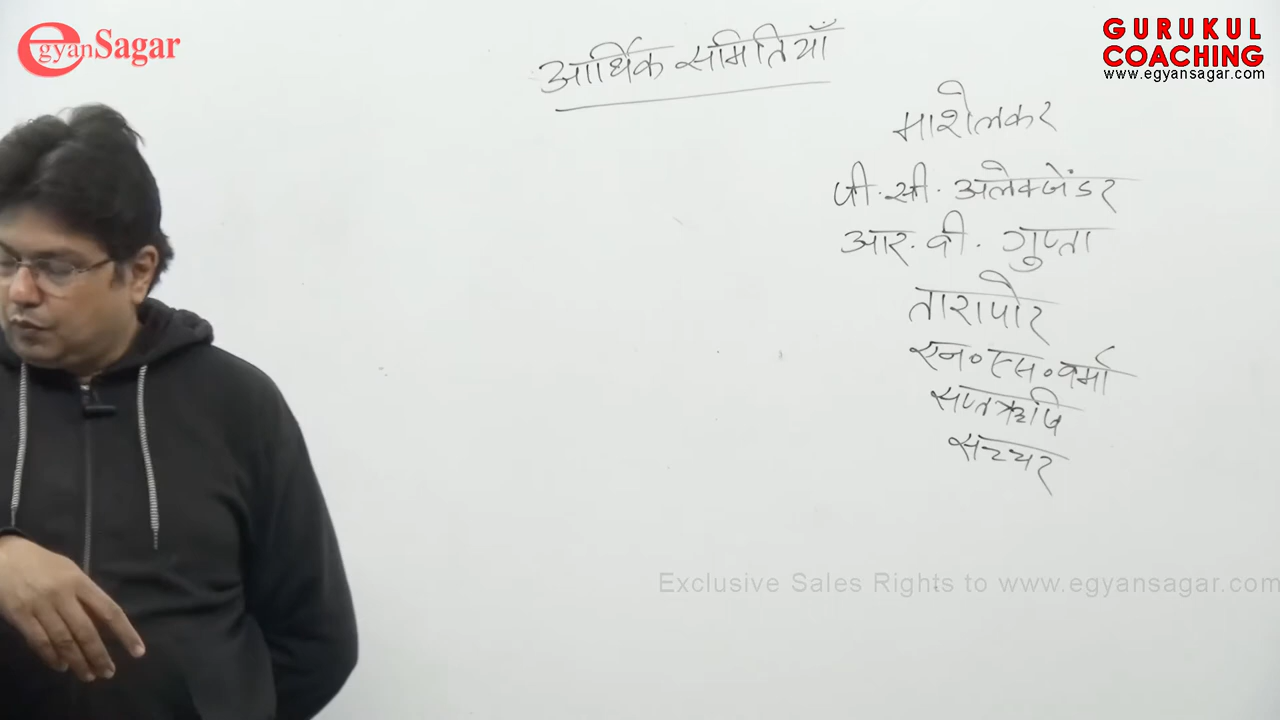 egyanSagar
GURUKUL
COACHING
www.egyansagar.com
आर्थिक समितियाँ
माशेलकर
पी.सी. अलेक्जेंडर
आर.वी. गुप्ता
तारापोर
एन०एस०वर्मा
सप्तऋषि
सच्चर
Exclusive Sales Rights to www.egyansagar.com